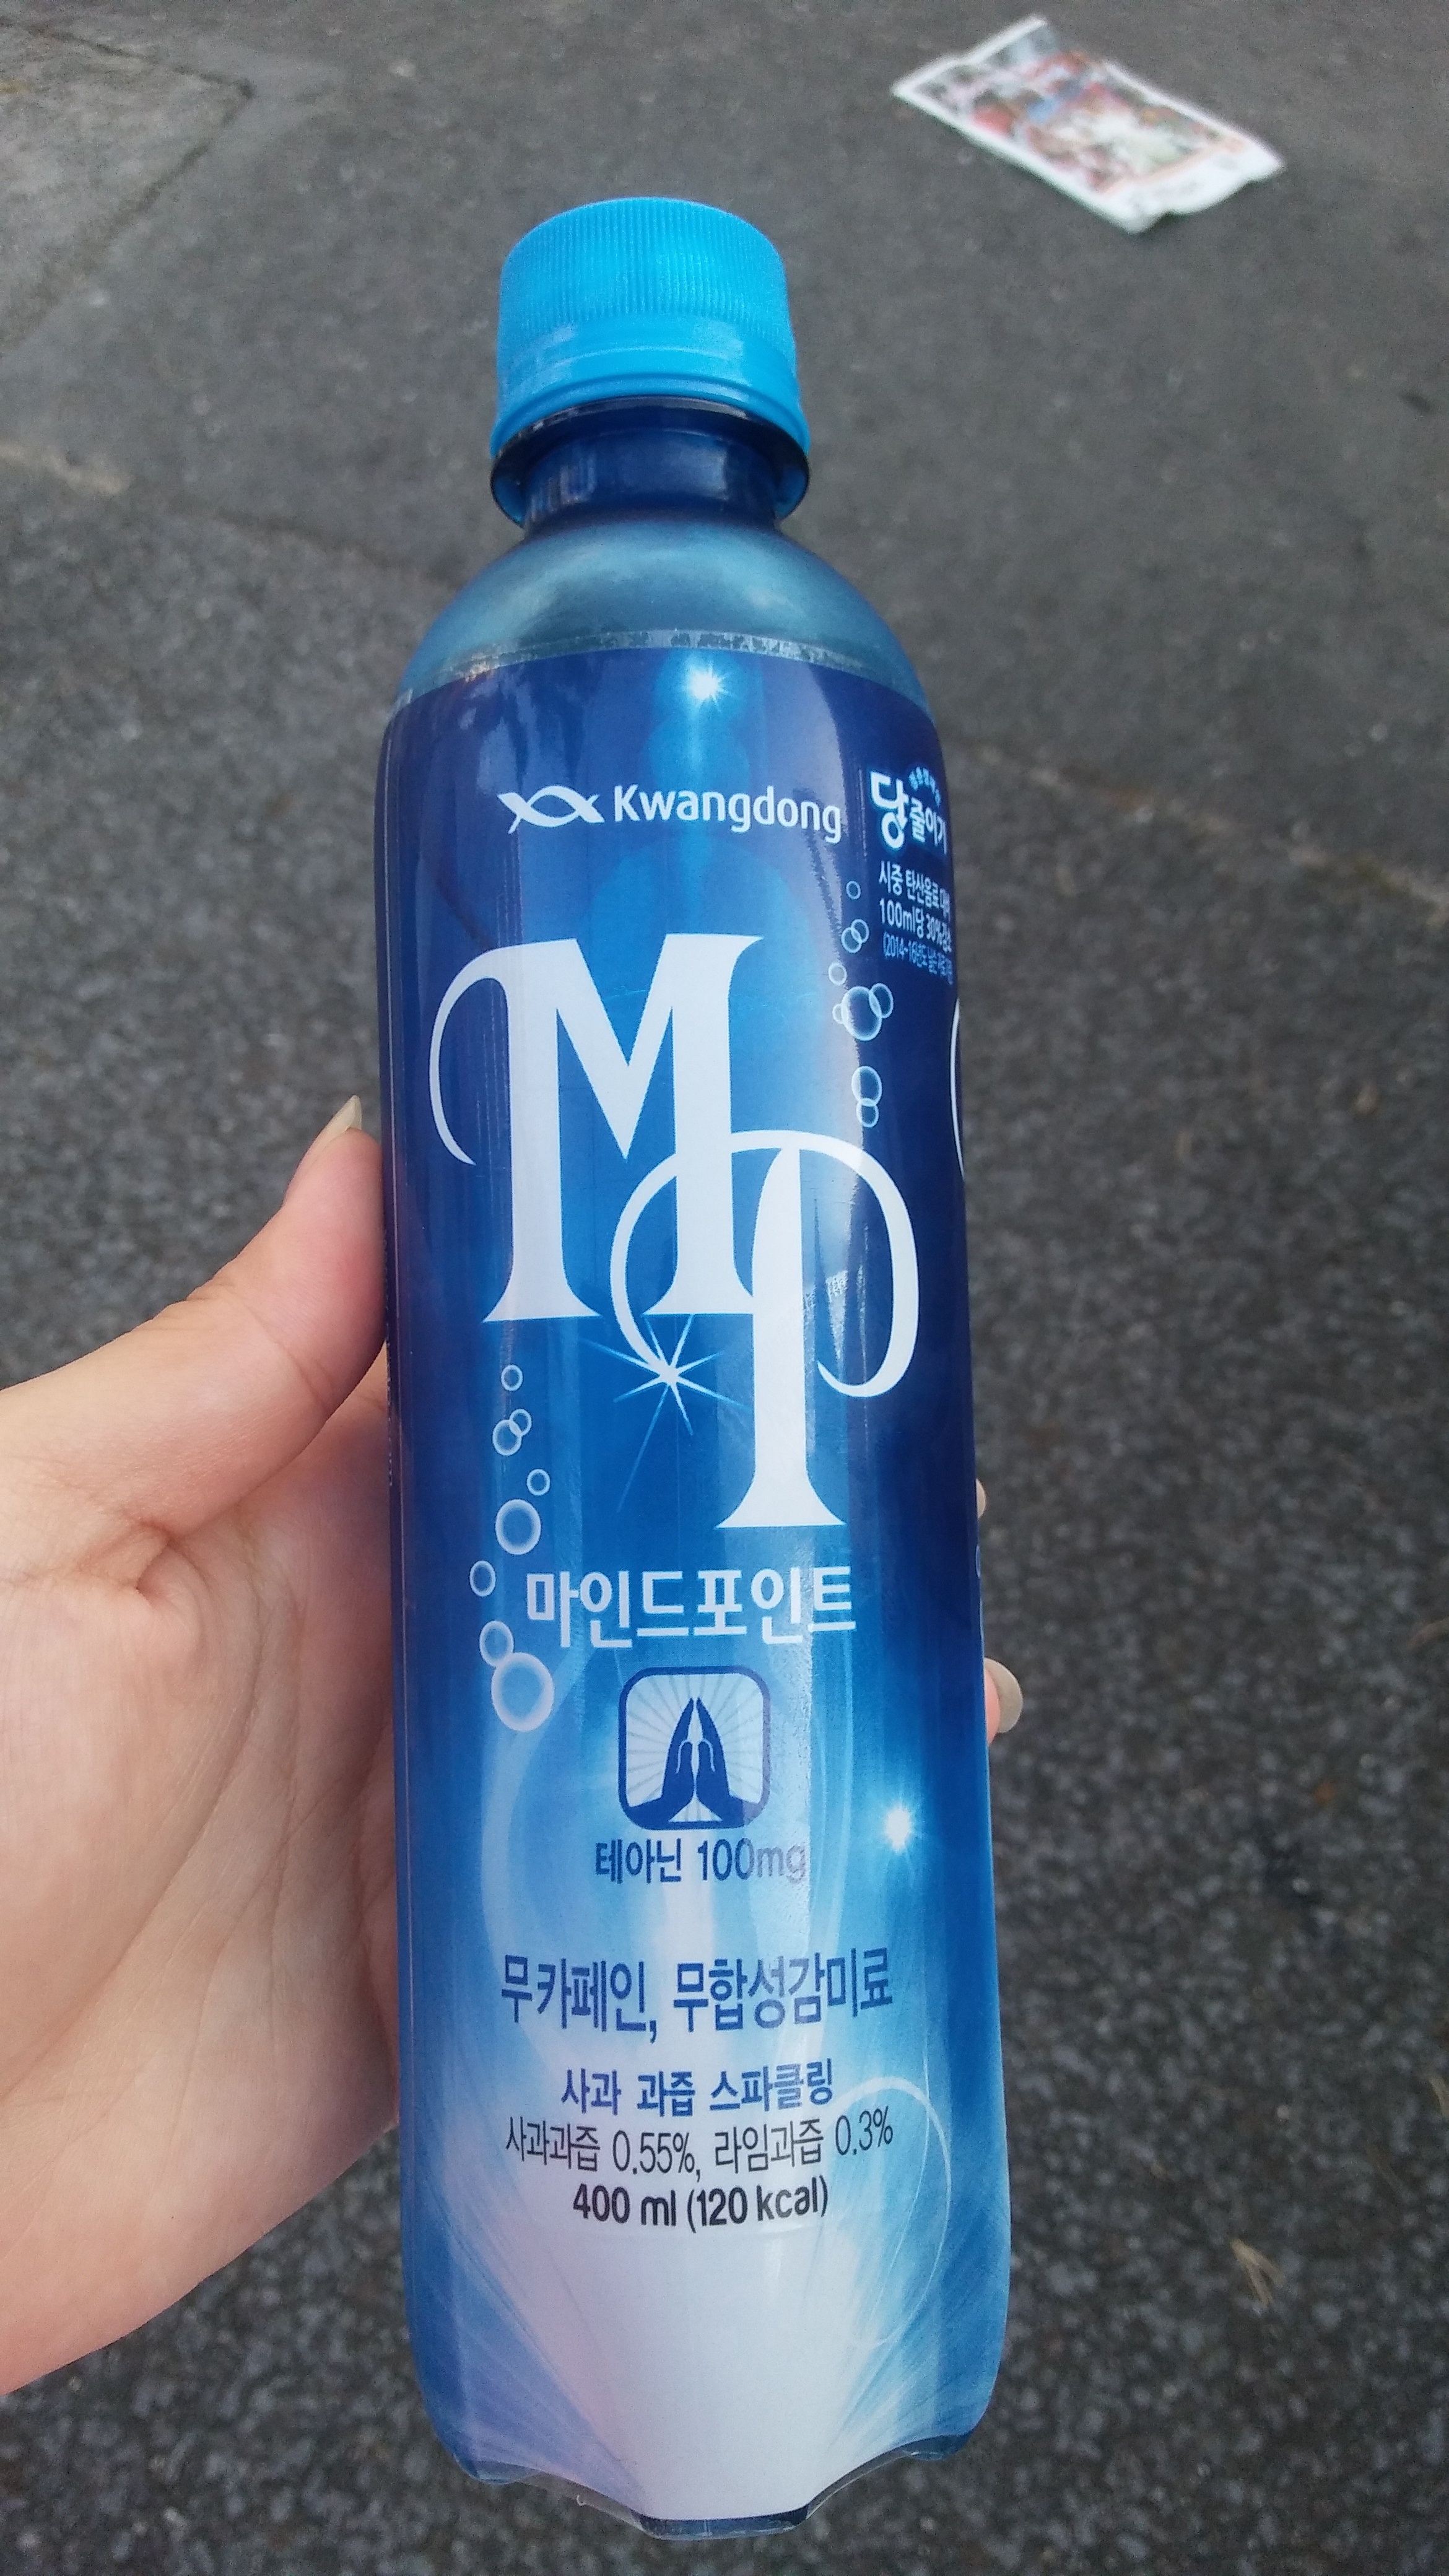 Kwangdong
당 줄이기
시중 탄산음료 대비
100ml당 30%감소
MP
마인드포인트
테아닌 100mg
무카페인, 무합성감미료
사과 과즙 스파클링
사과과즙 0.55%, 라임과즙 0.3%
400 ml (120 kcal)